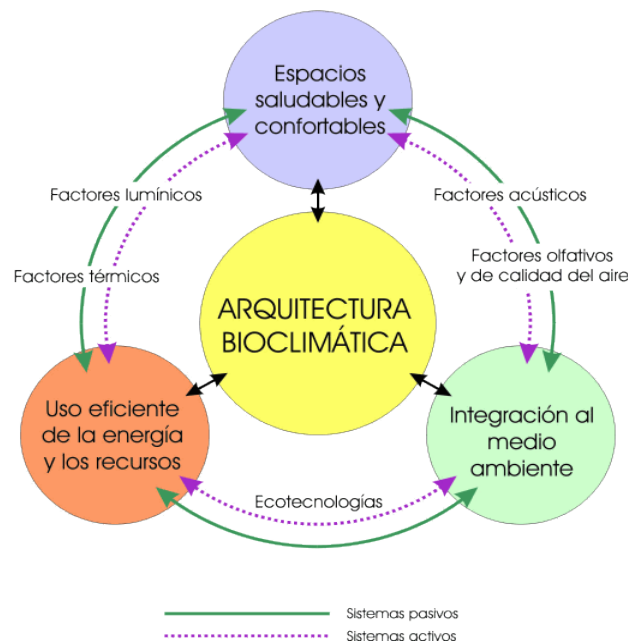 Espacios
saludables y
confortables
Factores lumínicos
Factores acústicos
Factores térmicos
Factores olfativos
y de calidad del aire
ARQUITECTURA
BIOCLIMÁTICA
Uso eficiente
de la energía
y los recursos
Integración al
medio
ambiente
Ecotecnologías
Sistemas pasivos
Sistemas activos